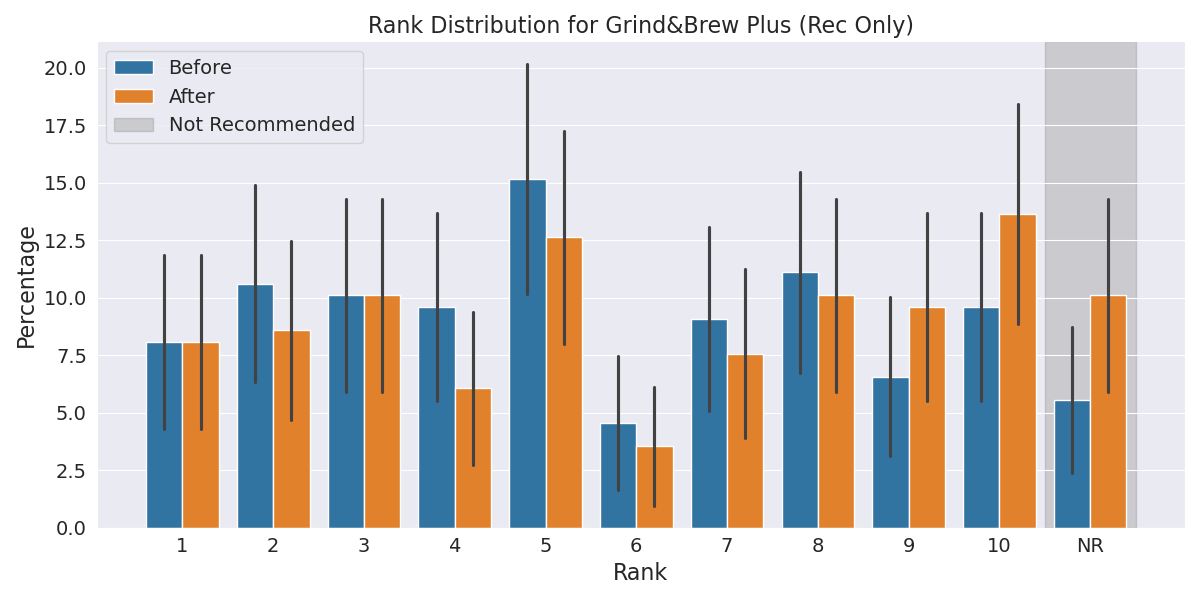 Rank Distribution for Grind&Brew Plus (Rec Only)
Before
After
Not Recommended
Percentage
20.0
17.5
15.0
12.5
10.0
7.5
5.0
2.5
0.0
1 2 3 4 5 6 7 8 9 10 NR
Rank